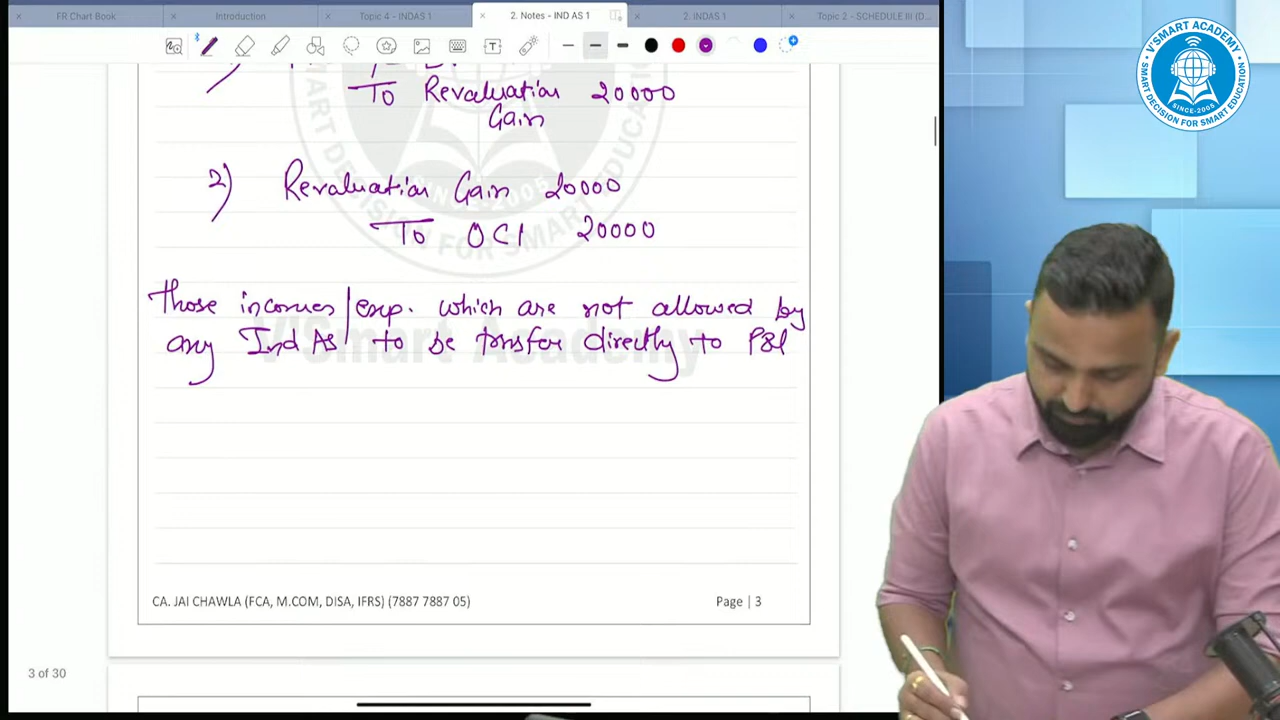 FR Chart Book
Introduction
Topic 4 - INDAS 1
2. Notes - IND AS 1
2. INDAS 1
Topic 2 - SCHEDULE III (D...
To Revaluation 20000
Gain
2) Revaluation Gain 20000
To OCI 20000
Those incomes/exp. which are not allowed by
any Ind AS to be trnsfer directly to P&L
V'Smart Academy
CA. JAI CHAWLA (FCA, M.COM, DISA, IFRS) (7887 7887 05)
Page | 3
3 of 30
V'SMART ACADEMY
SINCE-2005
SMART DECISION FOR SMART EDUCATION